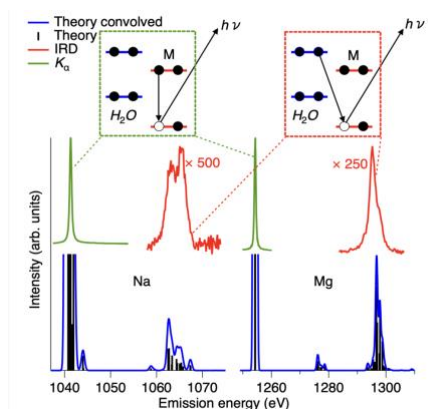 Theory convolved
Theory
IRD
Kα
hν
M
H2O
hν
M
H2O
× 500
× 250
Intensity (arb. units)
Na
Mg
1040 1050 1060 1070
1260 1280 1300
Emission energy (eV)